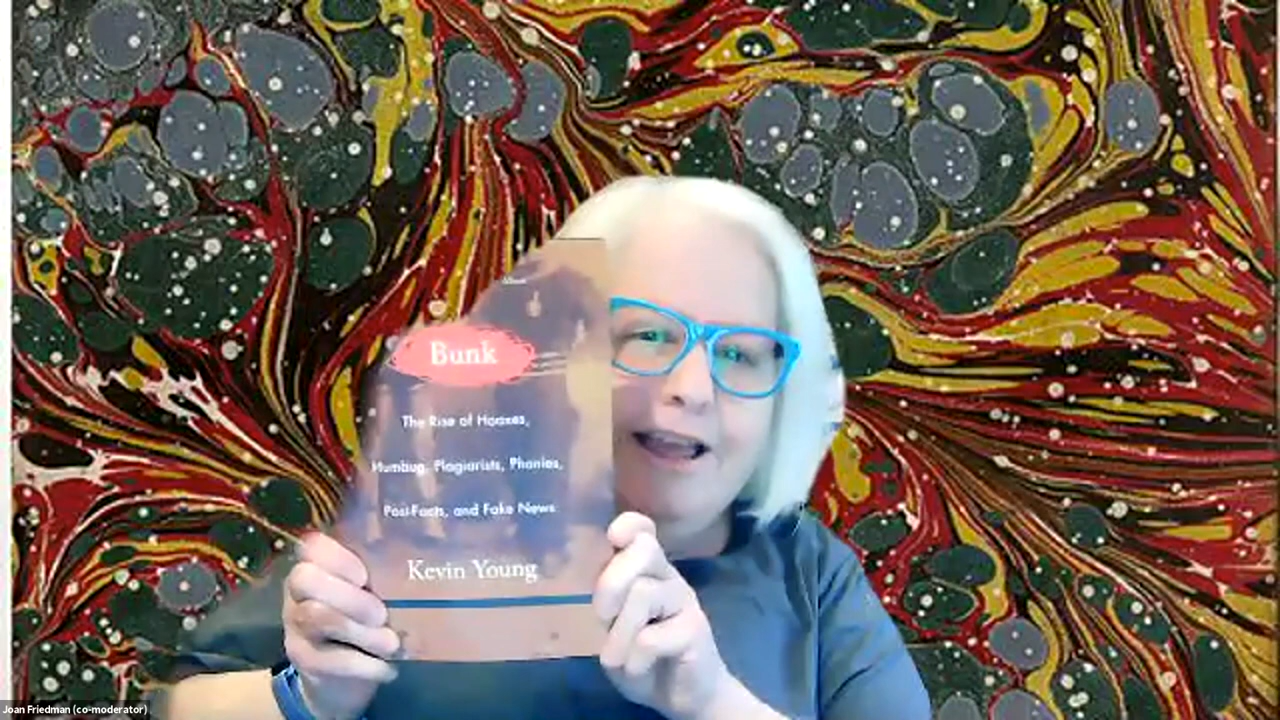 Bunk
The Rise of Hoaxes,
Humbug, Plagiarists, Phonies,
Post-Facts, and Fake News
Kevin Young
Joan Friedman (co-moderator)